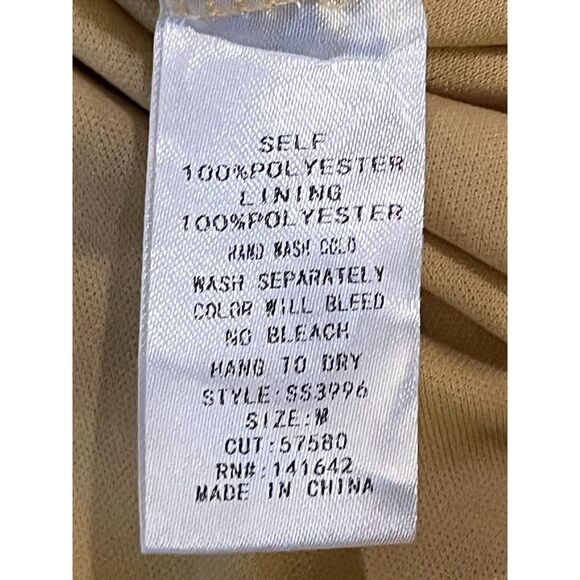 SELF
100%POLYESTER
LINING
100%POLYESTER
HAND WASH COLD
WASH SEPARATELY
COLOR WILL BLEED
NO BLEACH
HANG TO DRY
STYLE:SS3996
SIZE:M
CUT:57580
RN#:141642
MADE IN CHINA